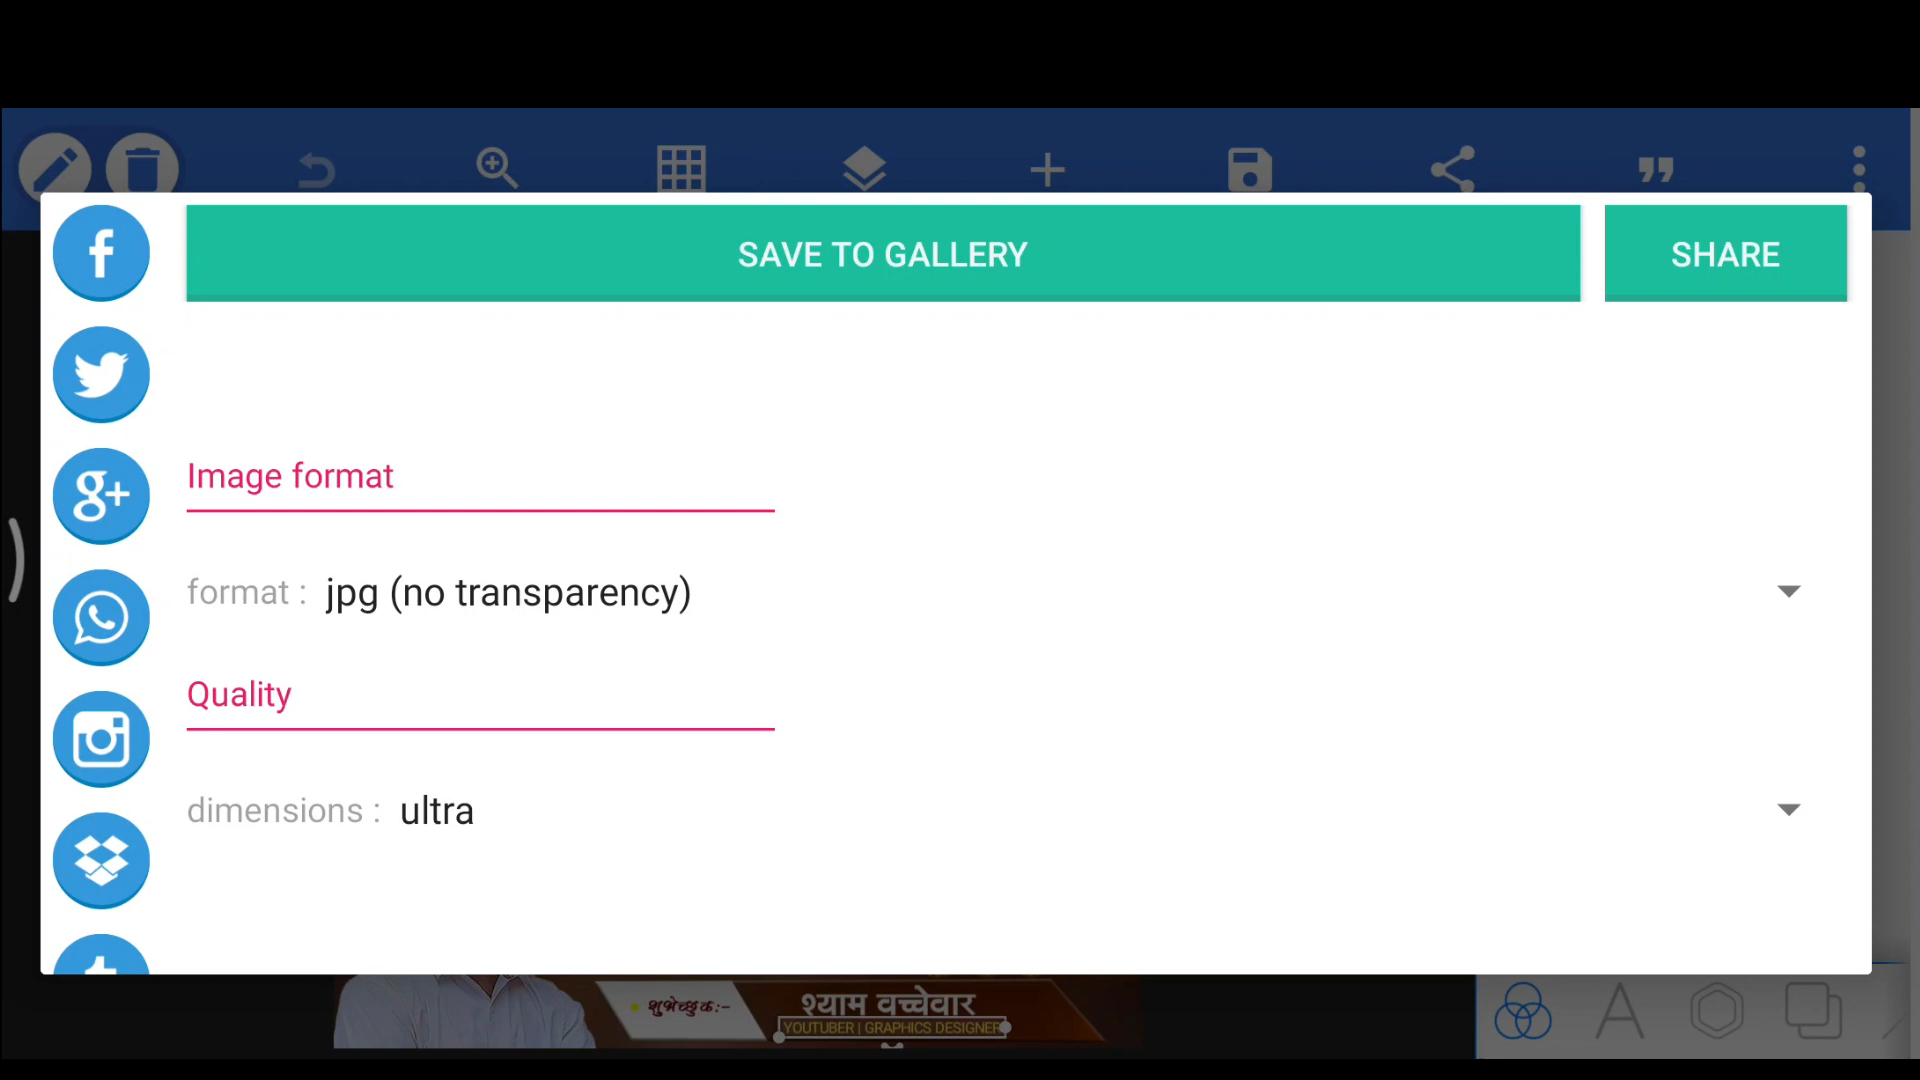 SAVE TO GALLERY
SHARE
Image format
format : jpg (no transparency)
Quality
dimensions : ultra
शुभेच्छुक:-
श्याम वच्चेवार
YOUTUBER | GRAPHICS DESIGNER